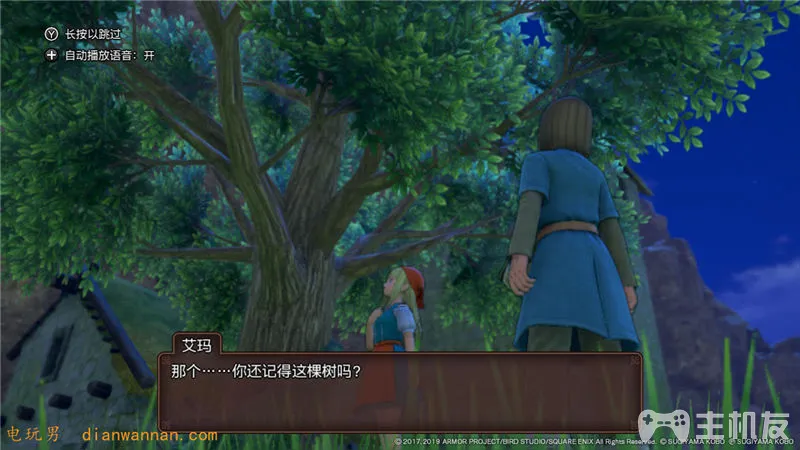 Ⓨ 长按以跳过
+ 自动播放语音：开
艾玛
那个……你还记得这棵树吗？
主机友
电玩男 dianwannan.com
© 2017, 2019 ARMOR PROJECT/BIRD STUDIO/SQUARE ENIX All Rights Reserved. © SUGIYAMA KOBO Ⓟ SUGIYAMA KOBO